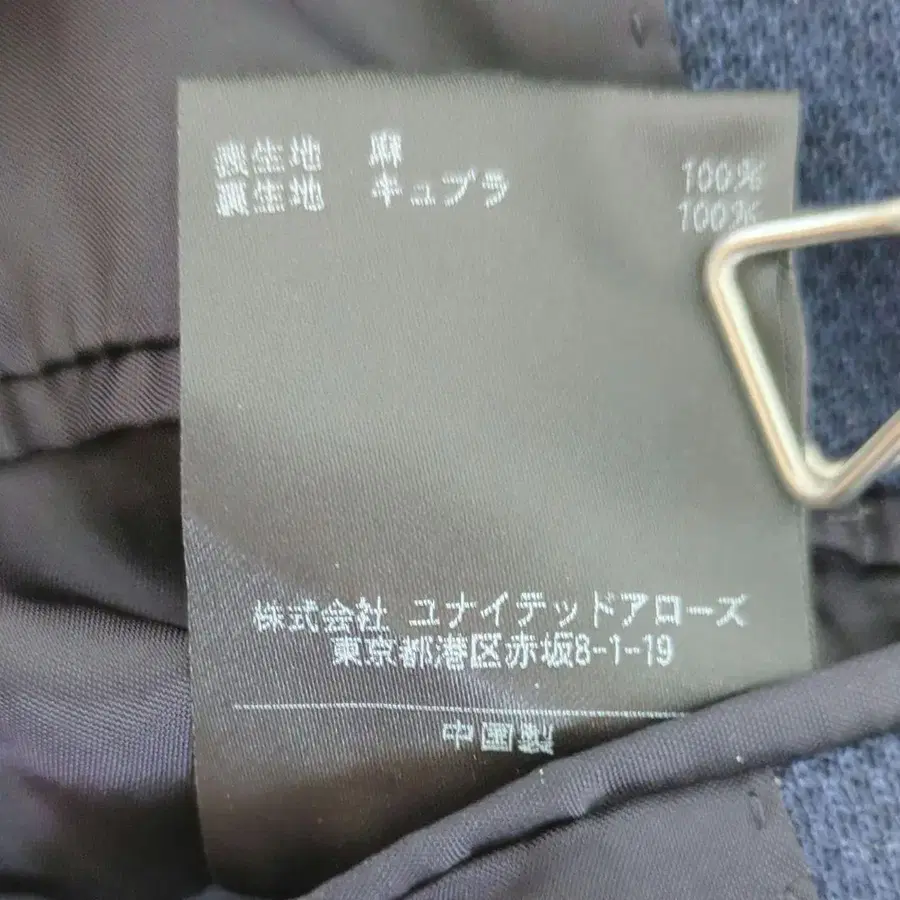 表生地 麻 100%
裏生地 キュプラ 100%
株式会社 ユナイテッドアローズ
東京都港区赤坂8-1-19
中国製